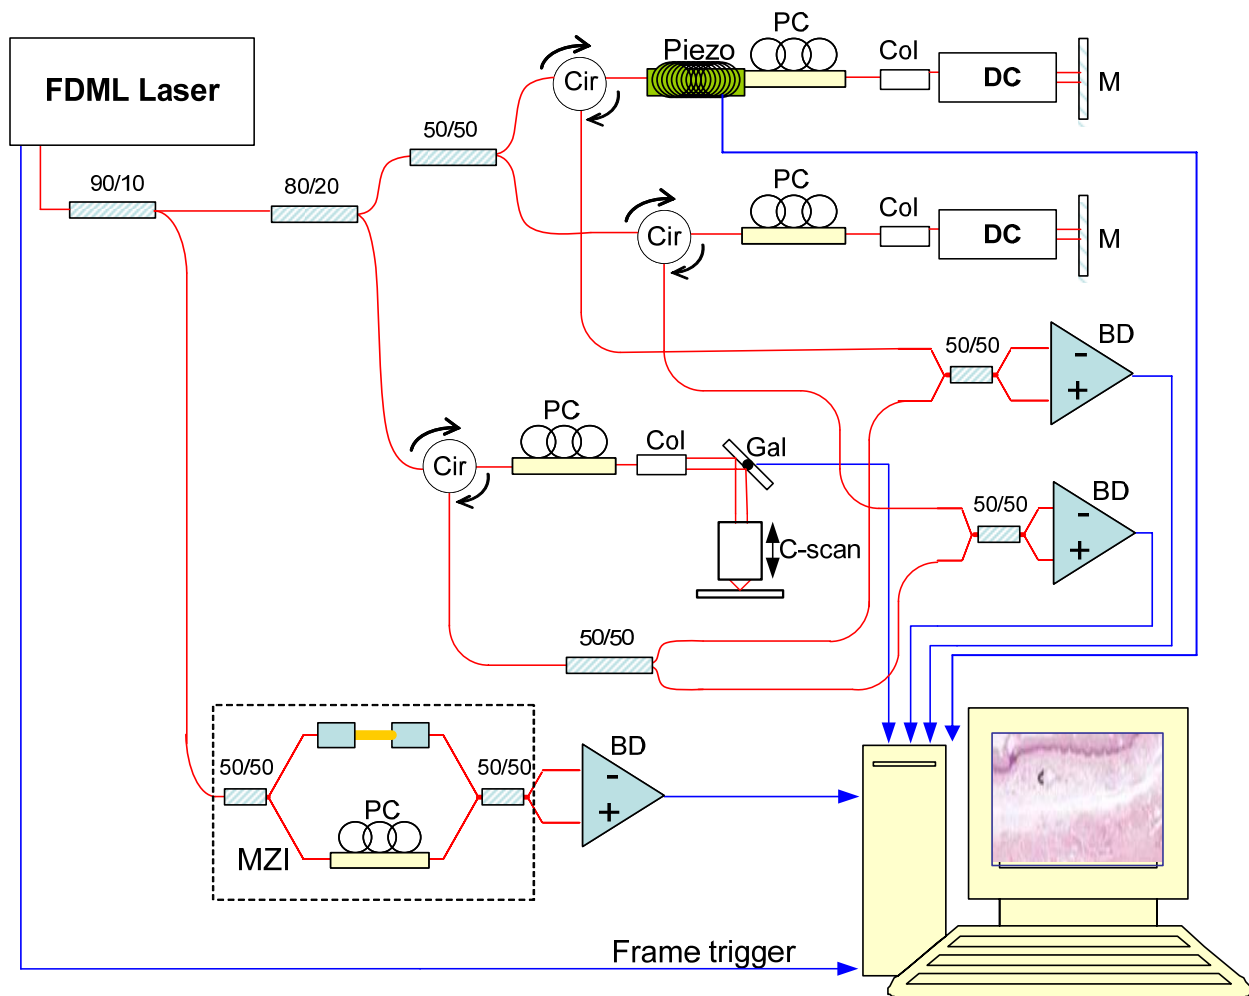 PC
Piezo
Col
Cir
DC
M
FDML Laser
50/50
90/10
80/20
PC
Col
Cir
DC
M
BD
50/50
-
+
PC
Col
Gal
Cir
BD
50/50
-
+
C-scan
50/50
BD
50/50
50/50
-
+
PC
MZI
Frame trigger